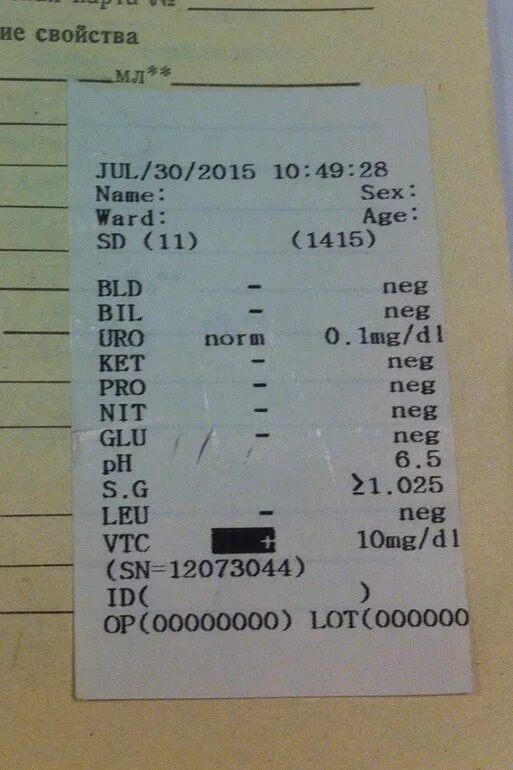 карта №
ие свойства
мл**
JUL/30/2015 10:49:28
Name: Sex:
Ward: Age:
SD (11) (1415)
BLD - neg
BIL - neg
URO norm 0.1mg/dl
KET - neg
PRO - neg
NIT - neg
GLU - neg
pH 6.5
S.G ≥1.025
LEU - neg
VTC + 10mg/dl
(SN=12073044)
ID( )
OP(00000000) LOT(000000